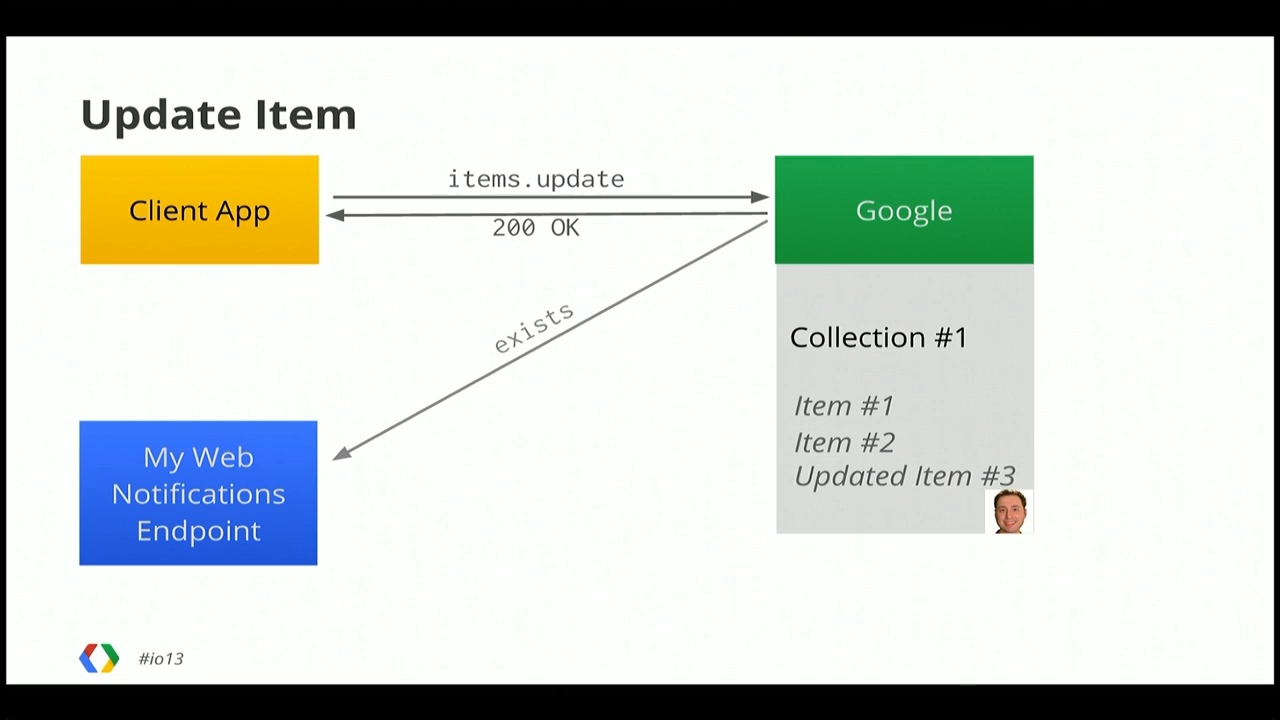 Update Item
Client App
items.update
200 OK
Google
exists
Collection #1
Item #1
Item #2
Updated Item #3
My Web
Notifications
Endpoint
#io13